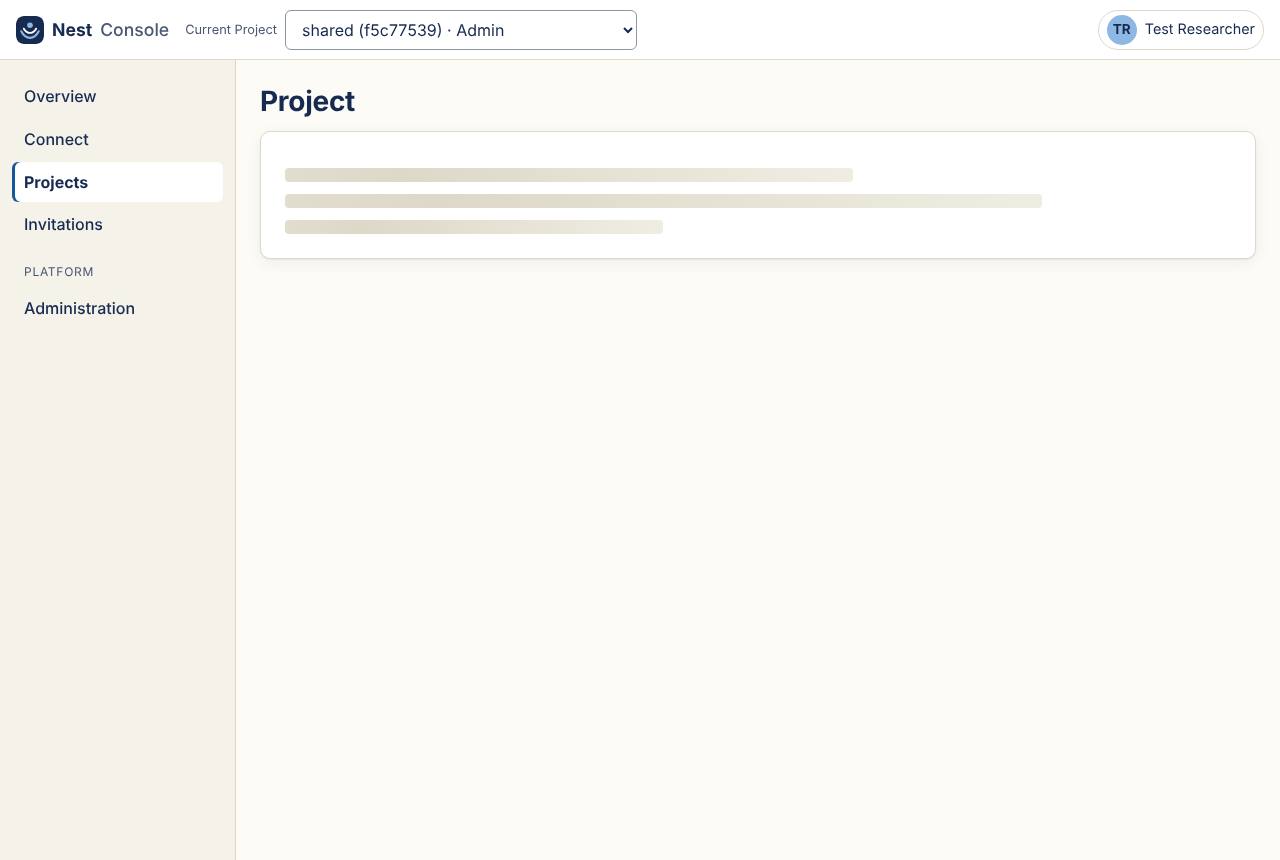 Nest Console
Current Project
shared (f5c77539) · Admin
TR
Test Researcher
Overview
Connect
Projects
Invitations
PLATFORM
Administration
Project